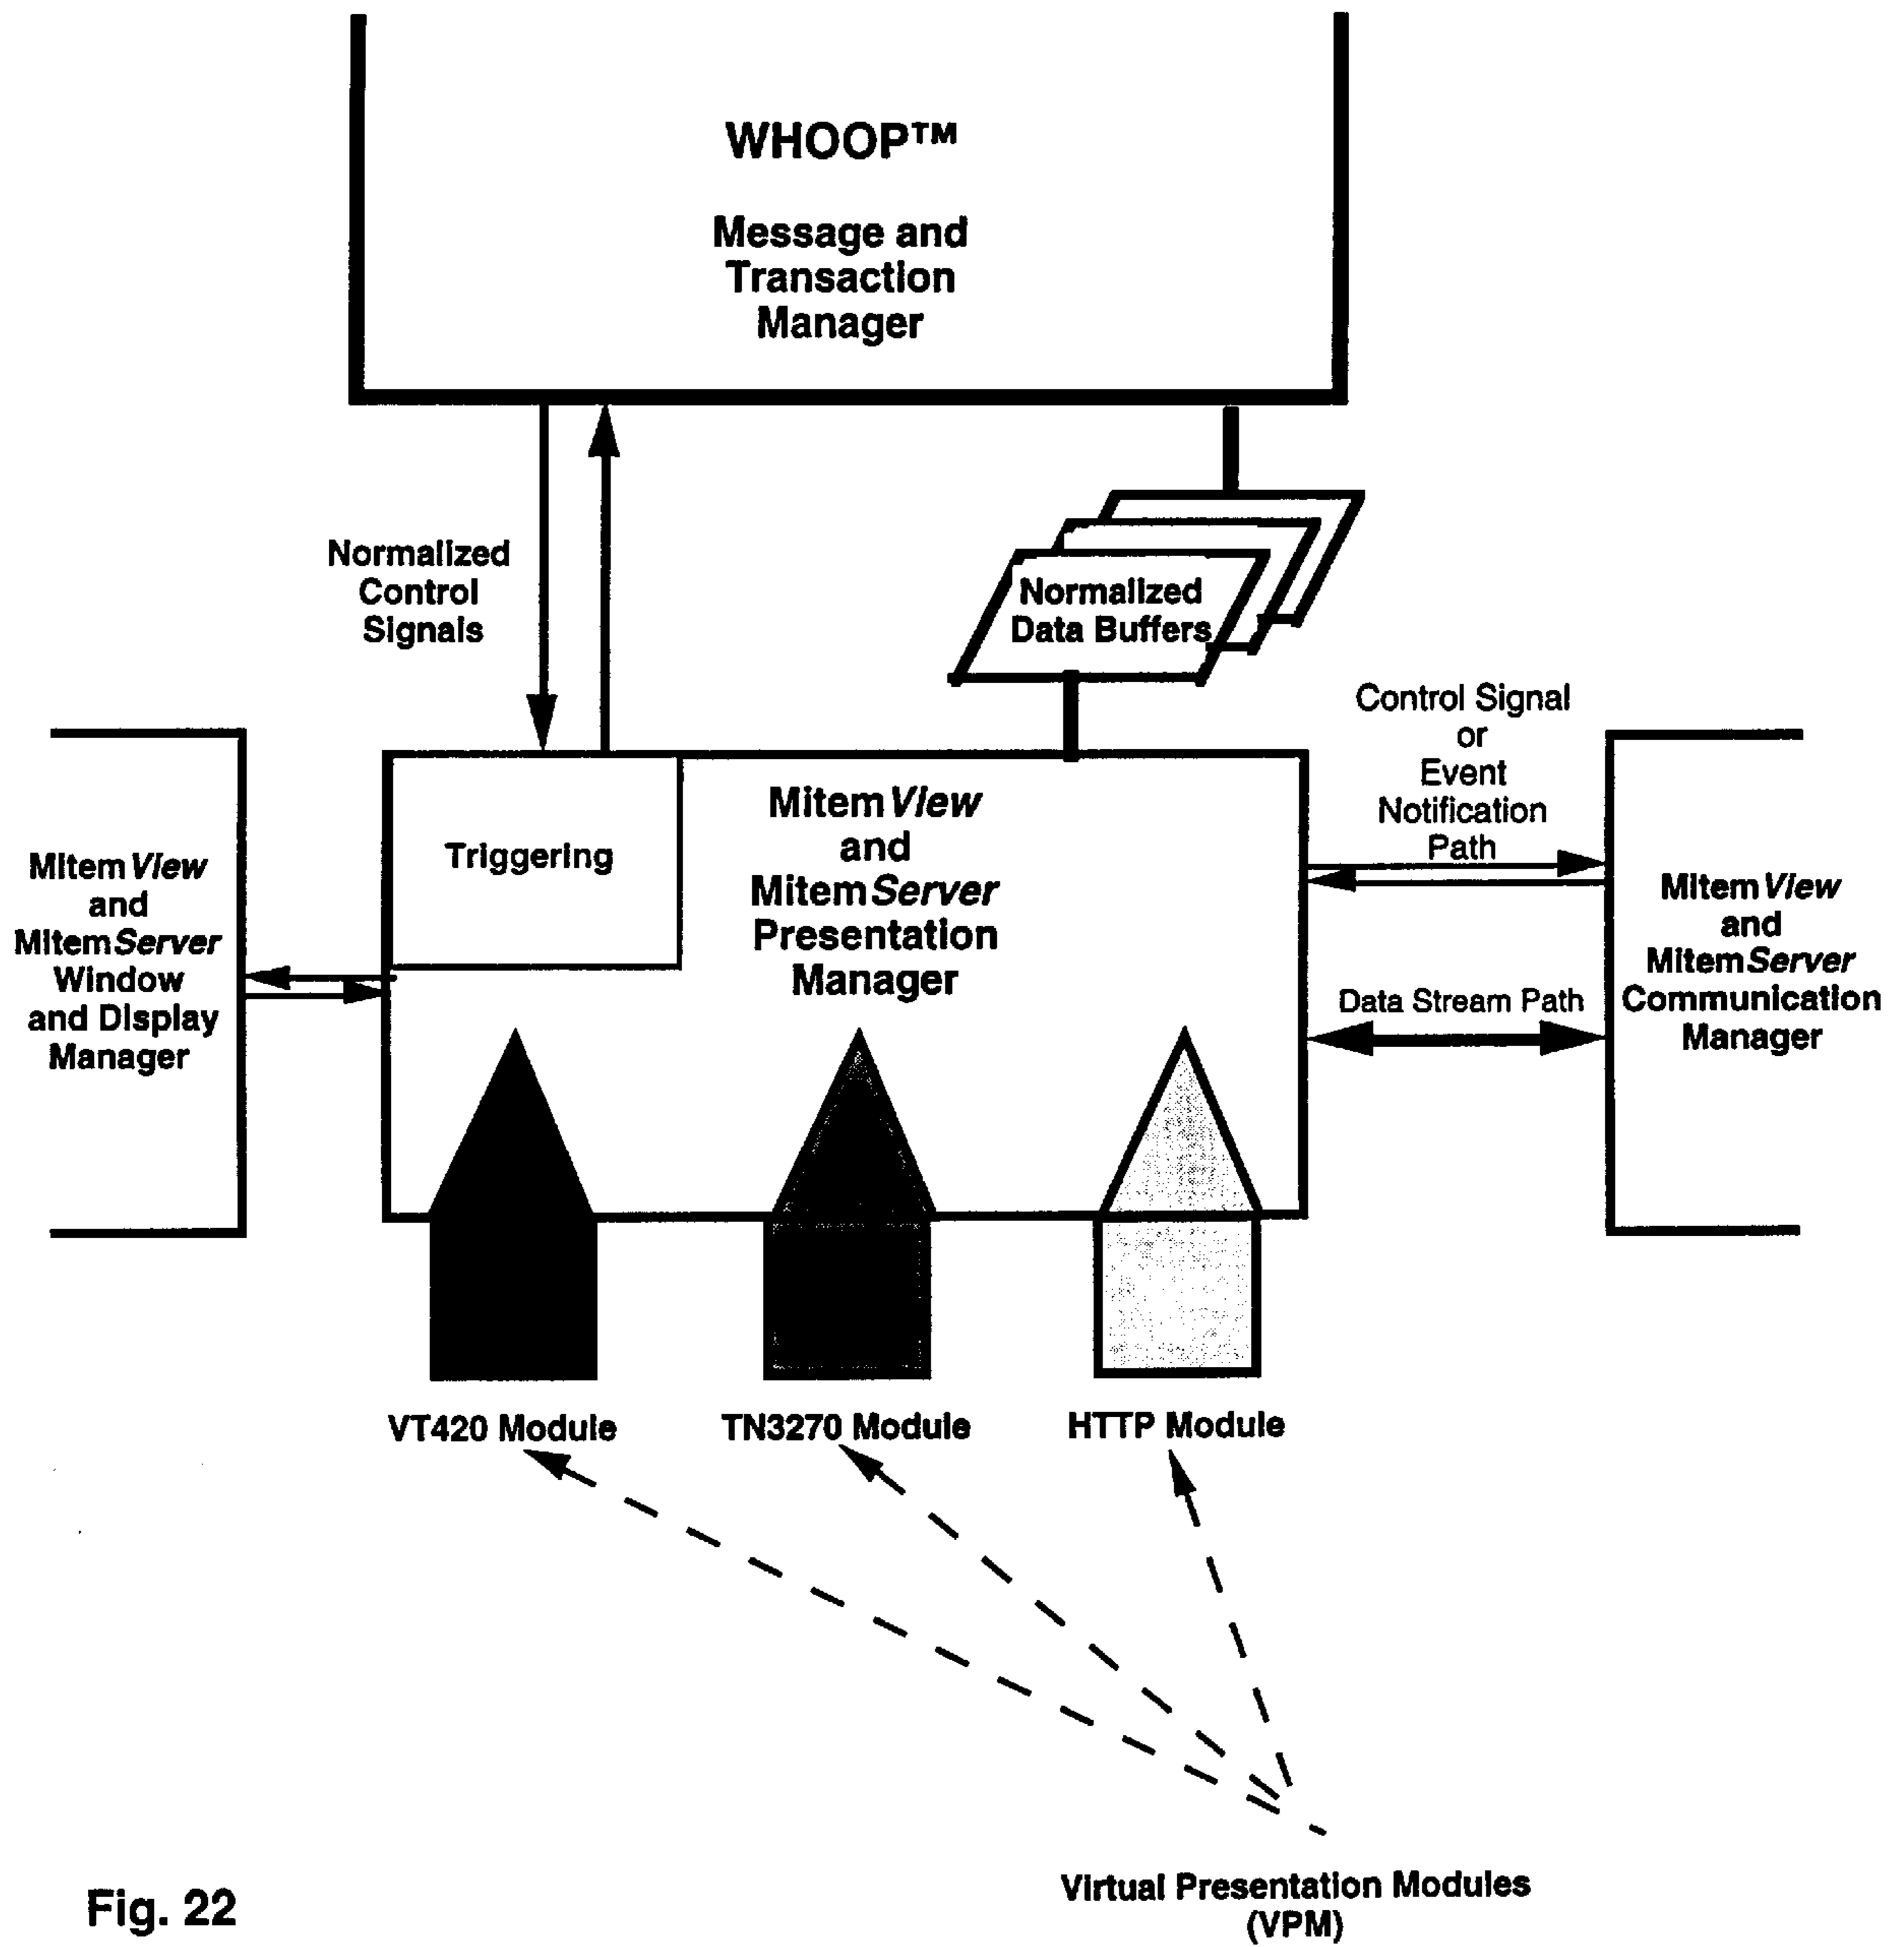 WHOOP™
Message and
Transaction
Manager
Normalized
Control
Signals
Normalized
Data Buffers
Control Signal
or
Event
Notification
Path
Triggering
MitemView
and
MitemServer
Presentation
Manager
MitemView
and
MitemServer
Window
and Display
Manager
MitemView
and
MitemServer
Communication
Manager
Data Stream Path
VT420 Module
TN3270 Module
HTTP Module
Virtual Presentation Modules
(VPM)
Fig. 22